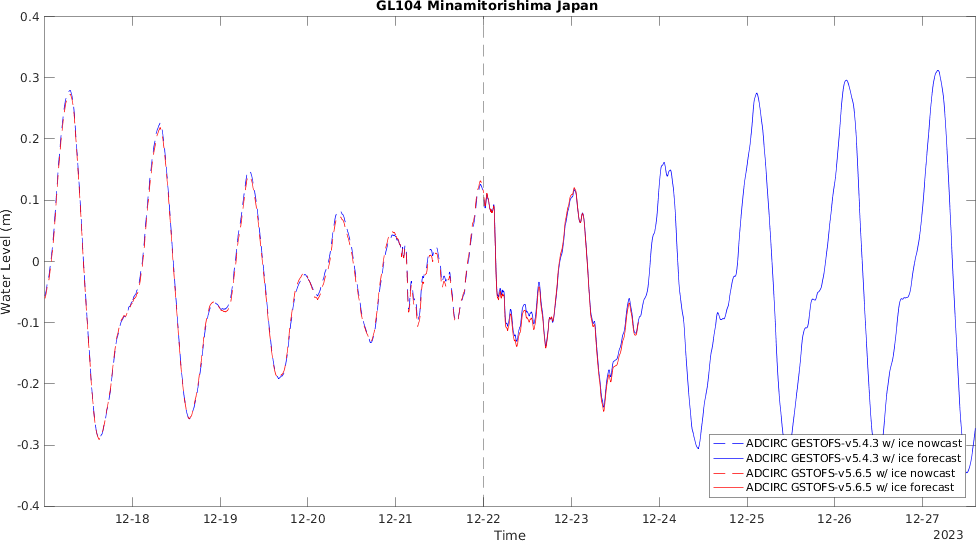 GL104 Minamitorishima Japan
0.4
0.3
0.2
0.1
0
-0.1
-0.2
-0.3
-0.4
Water Level (m)
ADCIRC GESTOFS-v5.4.3 w/ ice nowcast
ADCIRC GESTOFS-v5.4.3 w/ ice forecast
ADCIRC GSTOFS-v5.6.5 w/ ice nowcast
ADCIRC GSTOFS-v5.6.5 w/ ice forecast
12-18 12-19 12-20 12-21 12-22 12-23 12-24 12-25 12-26 12-27
Time
2023